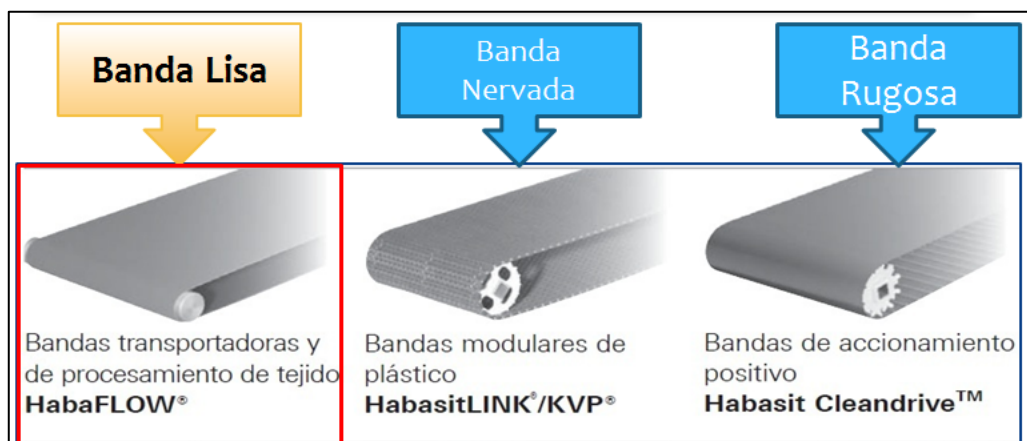 Banda Lisa
Banda
Nervada
Banda
Rugosa
Bandas transportadoras y
de procesamiento de tejido
HabaFLOW®
Bandas modulares de
plástico
HabasitLINK®/KVP®
Bandas de accionamiento
positivo
Habasit Cleandrive™